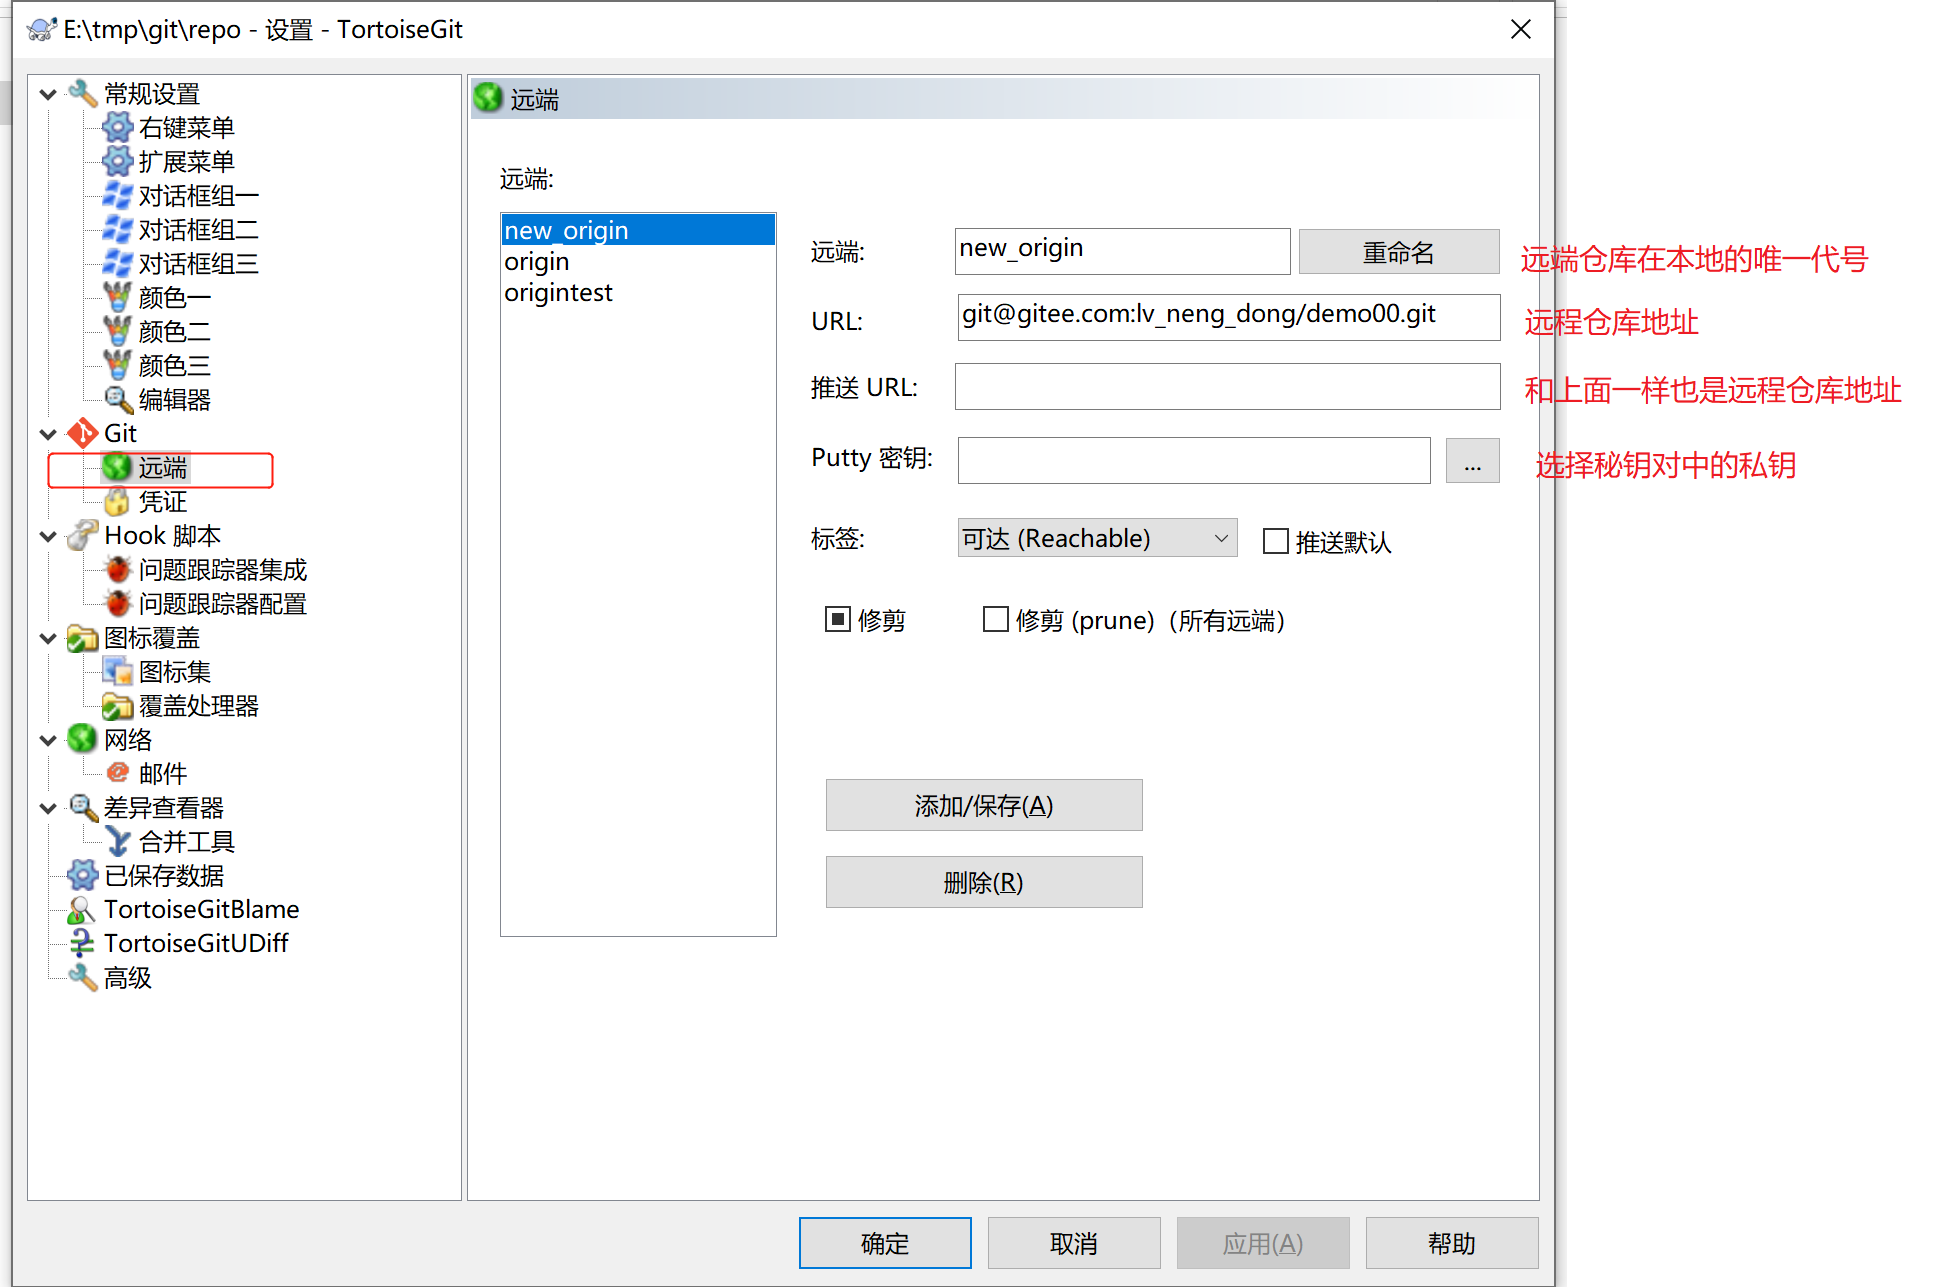 E:\tmp\git\repo - 设置 - TortoiseGit
常规设置
右键菜单
扩展菜单
对话框组一
对话框组二
对话框组三
颜色一
颜色二
颜色三
编辑器
Git
远端
凭证
Hook 脚本
问题跟踪器集成
问题跟踪器配置
图标覆盖
图标集
覆盖处理器
网络
邮件
差异查看器
合并工具
已保存数据
TortoiseGitBlame
TortoiseGitUDiff
高级
远端
远端:
new_origin
origin
origintest
远端: new_origin 重命名 远端仓库在本地的唯一代号
URL: git@gitee.com:lv_neng_dong/demo00.git 远程仓库地址
推送 URL: 和上面一样也是远程仓库地址
Putty 密钥: ... 选择秘钥对中的私钥
标签: 可达 (Reachable) 推送默认
修剪 修剪 (prune)（所有远端）
添加/保存(A)
删除(R)
确定 取消 应用(A) 帮助